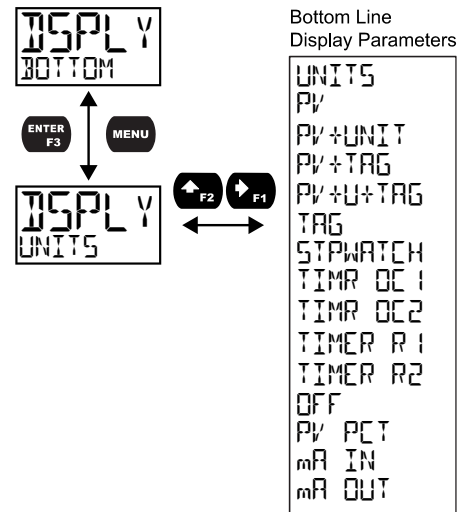 DSPLY
BOTTOM
ENTER
F3
MENU
DSPLY
UNITS
F2
F1
Bottom Line
Display Parameters
UNITS
PV
PV+UNIT
PV+TAG
PV+U+TAG
TAG
STPWATCH
TIMR OC1
TIMR OC2
TIMER R1
TIMER R2
OFF
PV PCT
mA IN
mA OUT